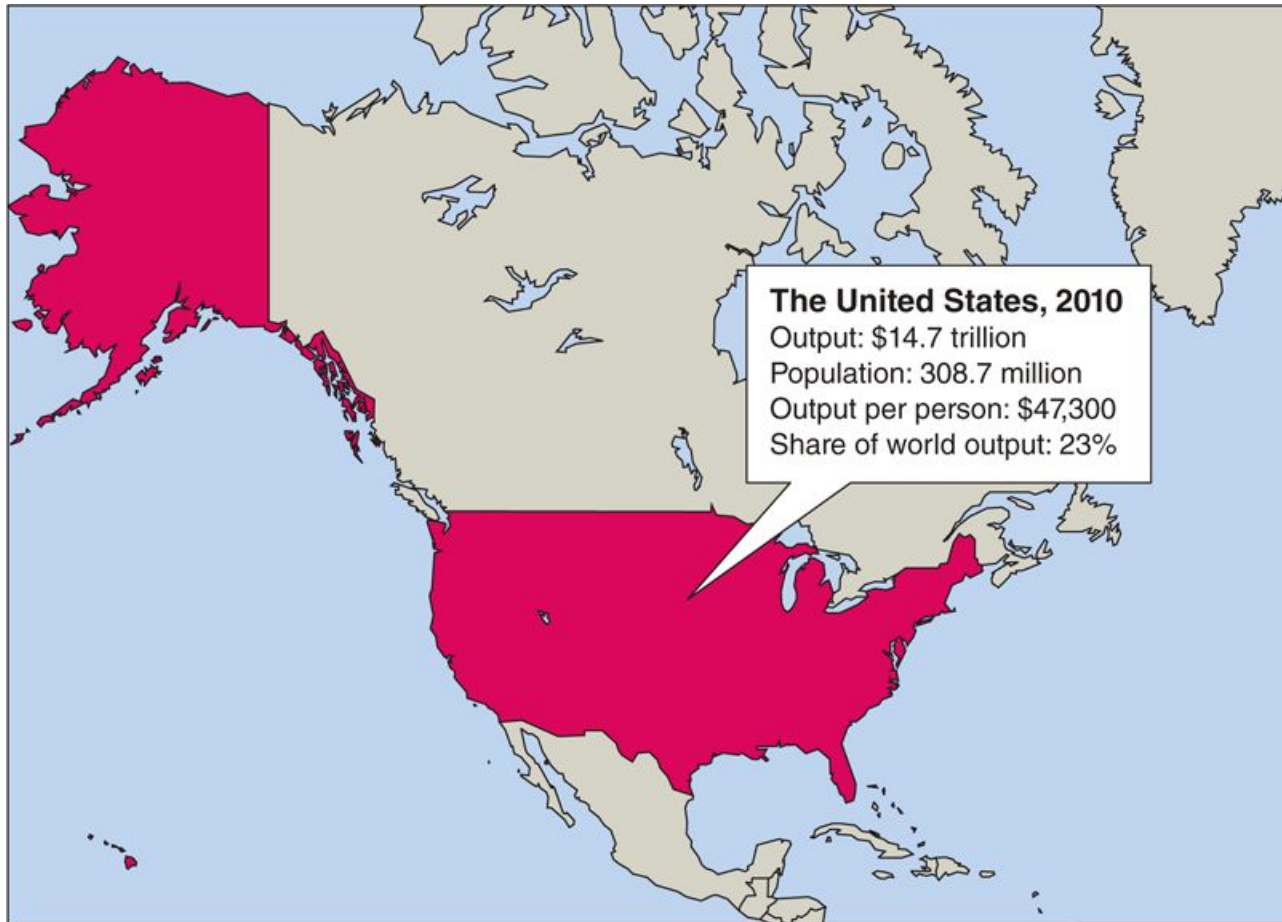 The United States, 2010
Output: $14.7 trillion
Population: 308.7 million
Output per person: $47,300
Share of world output: 23%